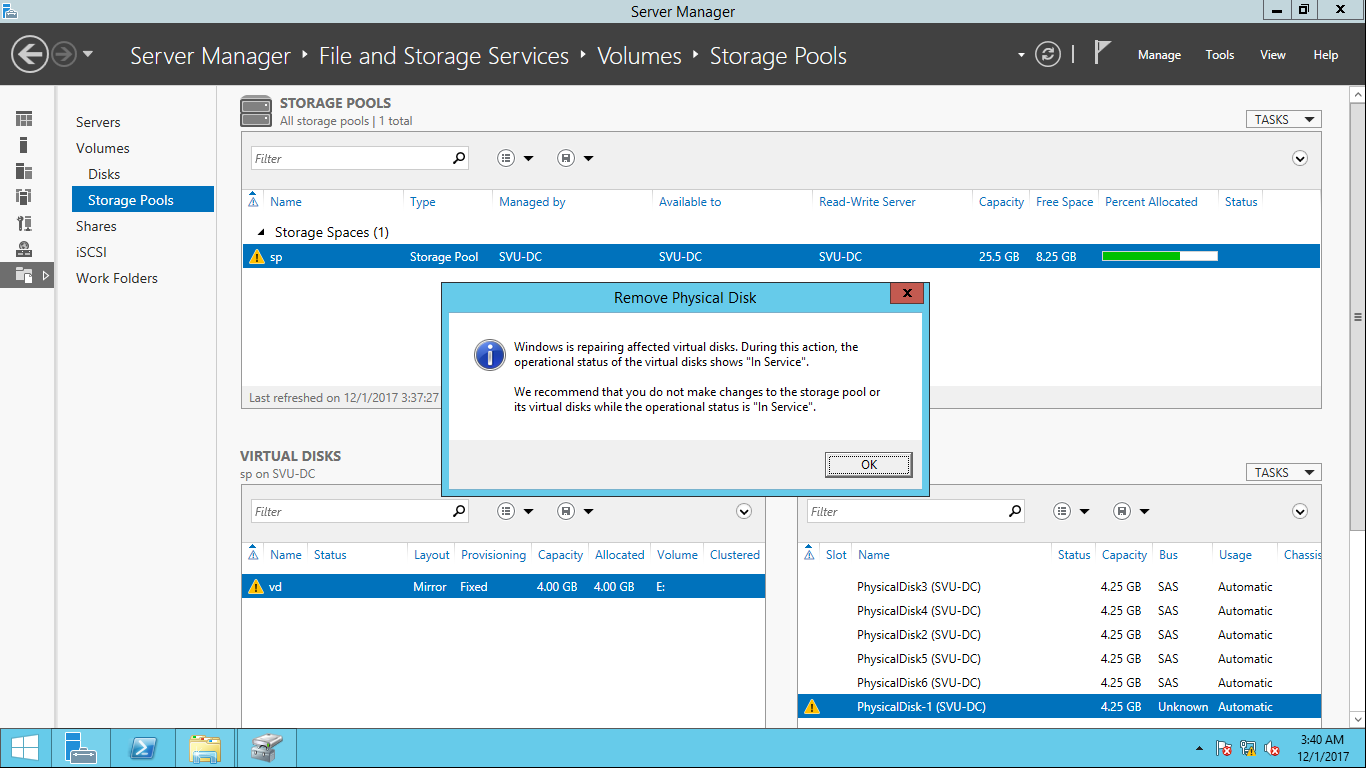 Server Manager
Server Manager ‣ File and Storage Services ‣ Volumes ‣ Storage Pools
Manage Tools View Help
Servers
Volumes
Disks
Storage Pools
Shares
iSCSI
Work Folders
STORAGE POOLS
All storage pools | 1 total
TASKS
Filter
Name Type Managed by Available to Read-Write Server Capacity Free Space Percent Allocated Status
Storage Spaces (1)
sp Storage Pool SVU-DC SVU-DC SVU-DC 25.5 GB 8.25 GB
Last refreshed on 12/1/2017 3:37:27
Remove Physical Disk
Windows is repairing affected virtual disks. During this action, the
operational status of the virtual disks shows "In Service".
We recommend that you do not make changes to the storage pool or
its virtual disks while the operational status is "In Service".
OK
VIRTUAL DISKS
sp on SVU-DC
TASKS
Filter
Name Status Layout Provisioning Capacity Allocated Volume Clustered
vd Mirror Fixed 4.00 GB 4.00 GB E:
Filter
Slot Name Status Capacity Bus Usage Chassis
PhysicalDisk3 (SVU-DC) 4.25 GB SAS Automatic
PhysicalDisk4 (SVU-DC) 4.25 GB SAS Automatic
PhysicalDisk2 (SVU-DC) 4.25 GB SAS Automatic
PhysicalDisk5 (SVU-DC) 4.25 GB SAS Automatic
PhysicalDisk6 (SVU-DC) 4.25 GB SAS Automatic
PhysicalDisk-1 (SVU-DC) 4.25 GB Unknown Automatic
3:40 AM
12/1/2017